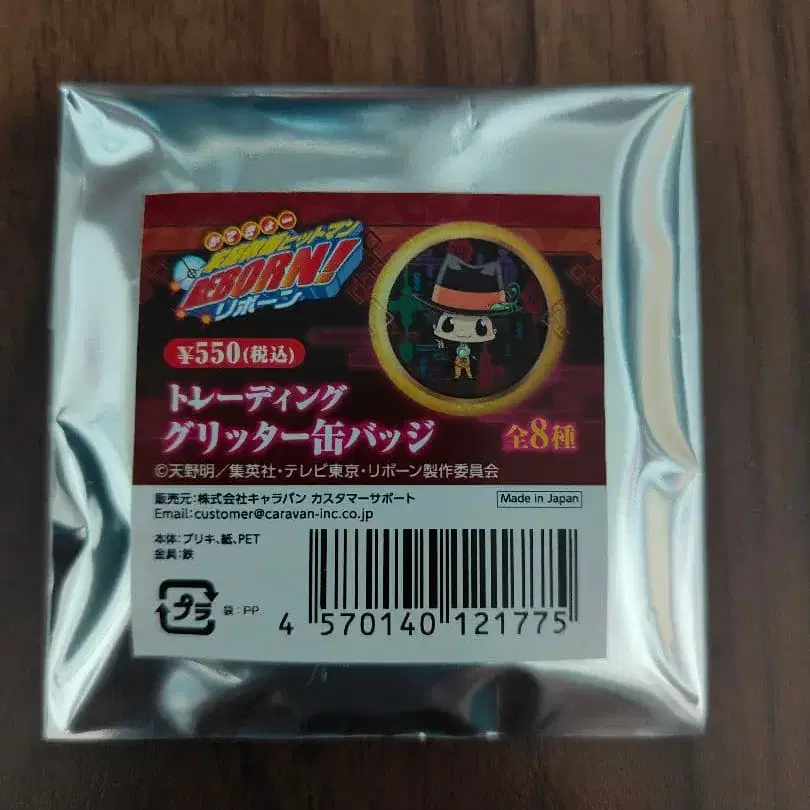 かてきょー
家庭教師ヒットマン
REBORN!
リボーン
¥550(税込)
トレーディング
グリッター缶バッジ
全8種
©天野明/集英社・テレビ東京・リボーン製作委員会
販売元:株式会社キャラバン カスタマーサポート
Made in Japan
Email:customer@caravan-inc.co.jp
本体:ブリキ、紙、PET
金具:鉄
プラ
袋:PP
4 570140 121775